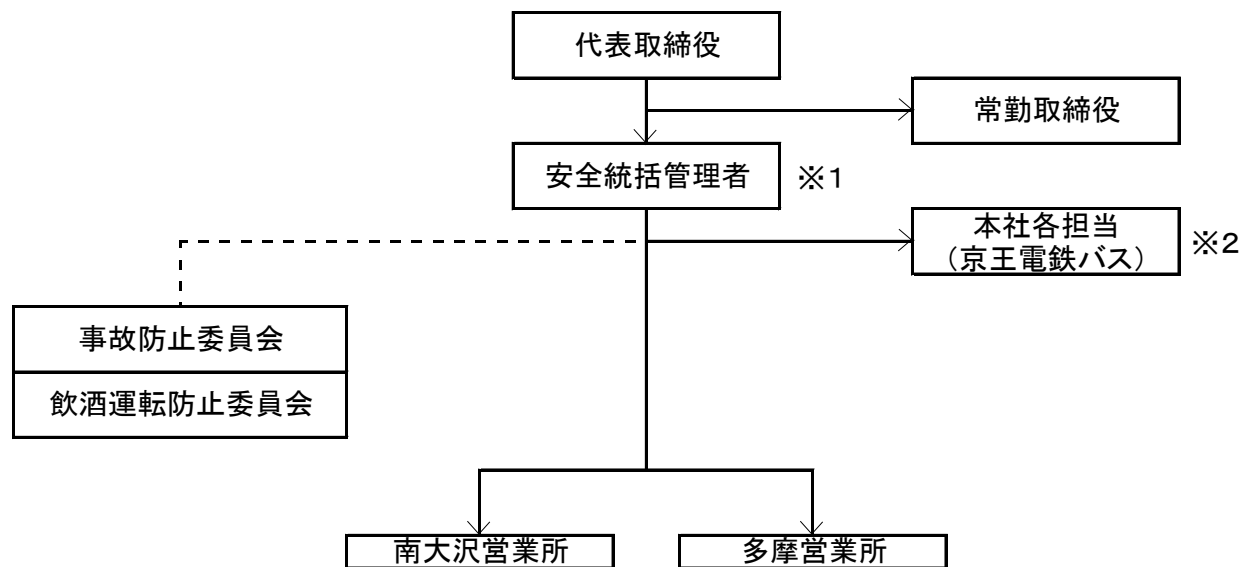 代表取締役
常勤取締役
安全統括管理者 ※1
本社各担当
(京王電鉄バス) ※2
事故防止委員会
飲酒運転防止委員会
南大沢営業所
多摩営業所